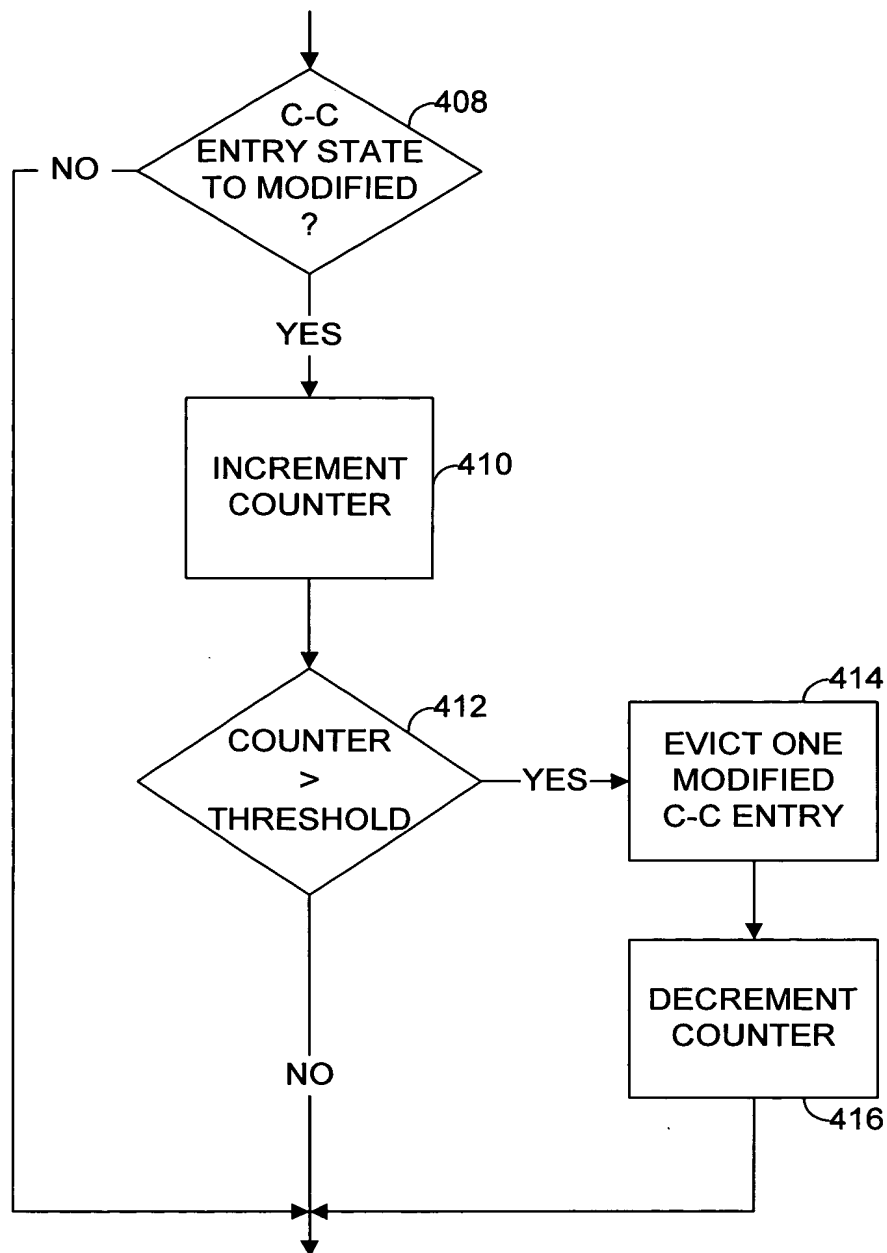 C-C
ENTRY STATE
TO MODIFIED
?
408
NO
YES
INCREMENT
COUNTER
410
COUNTER
>
THRESHOLD
412
YES
414
EVICT ONE
MODIFIED
C-C ENTRY
DECREMENT
COUNTER
416
NO